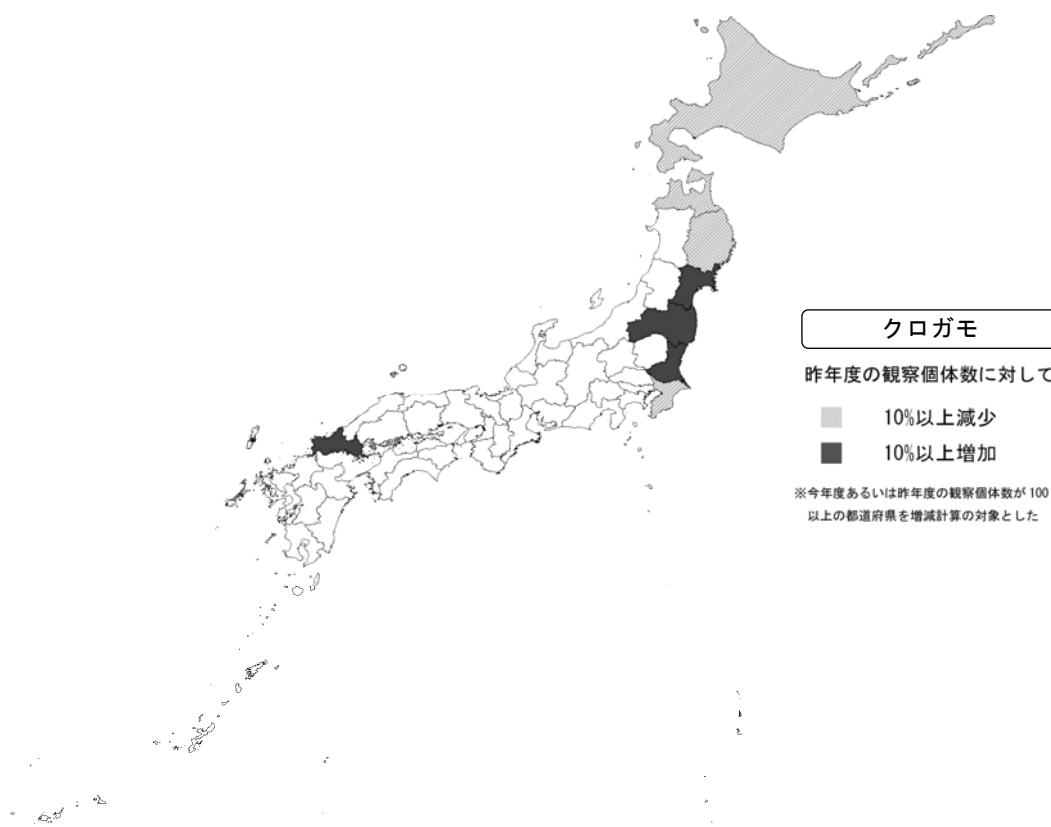 クロガモ
昨年度の観察個体数に対して
10%以上減少
10%以上増加
※今年度あるいは昨年度の観察個体数が100
以上の都道府県を増減計算の対象とした